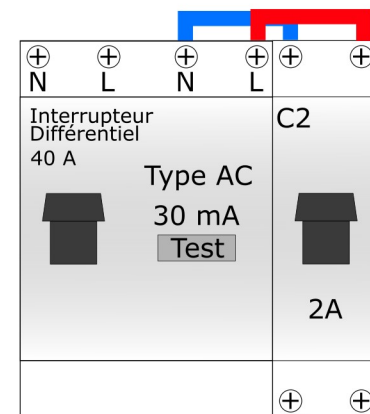 N L N L
Interrupteur
Différentiel
40 A
Type AC
30 mA
Test
C2
2A